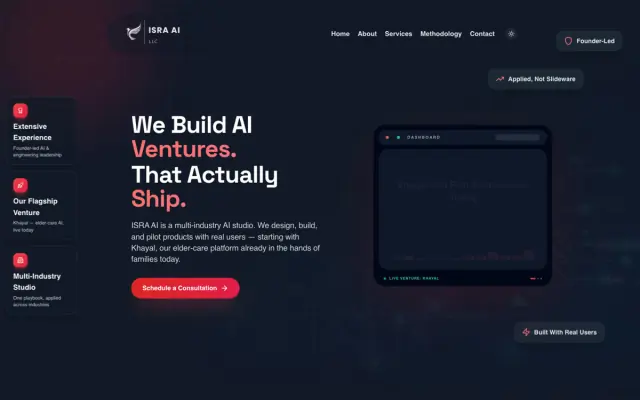 ISRA AI
LLC
Home About Services Methodology Contact
Founder-Led
Applied, Not Slideware
Extensive
Experience
Founder-led AI &
engineering leadership
Our Flagship
Venture
Khayal — elder-care AI,
live today
Multi-Industry
Studio
One playbook, applied
across industries
We Build AI
Ventures.
That Actually
Ship.
ISRA AI is a multi-industry AI studio. We design, build,
and pilot products with real users — starting with
Khayal, our elder-care platform already in the hands of
families today.
Schedule a Consultation
DASHBOARD
LIVE VENTURE: KHAYAL
Built With Real Users